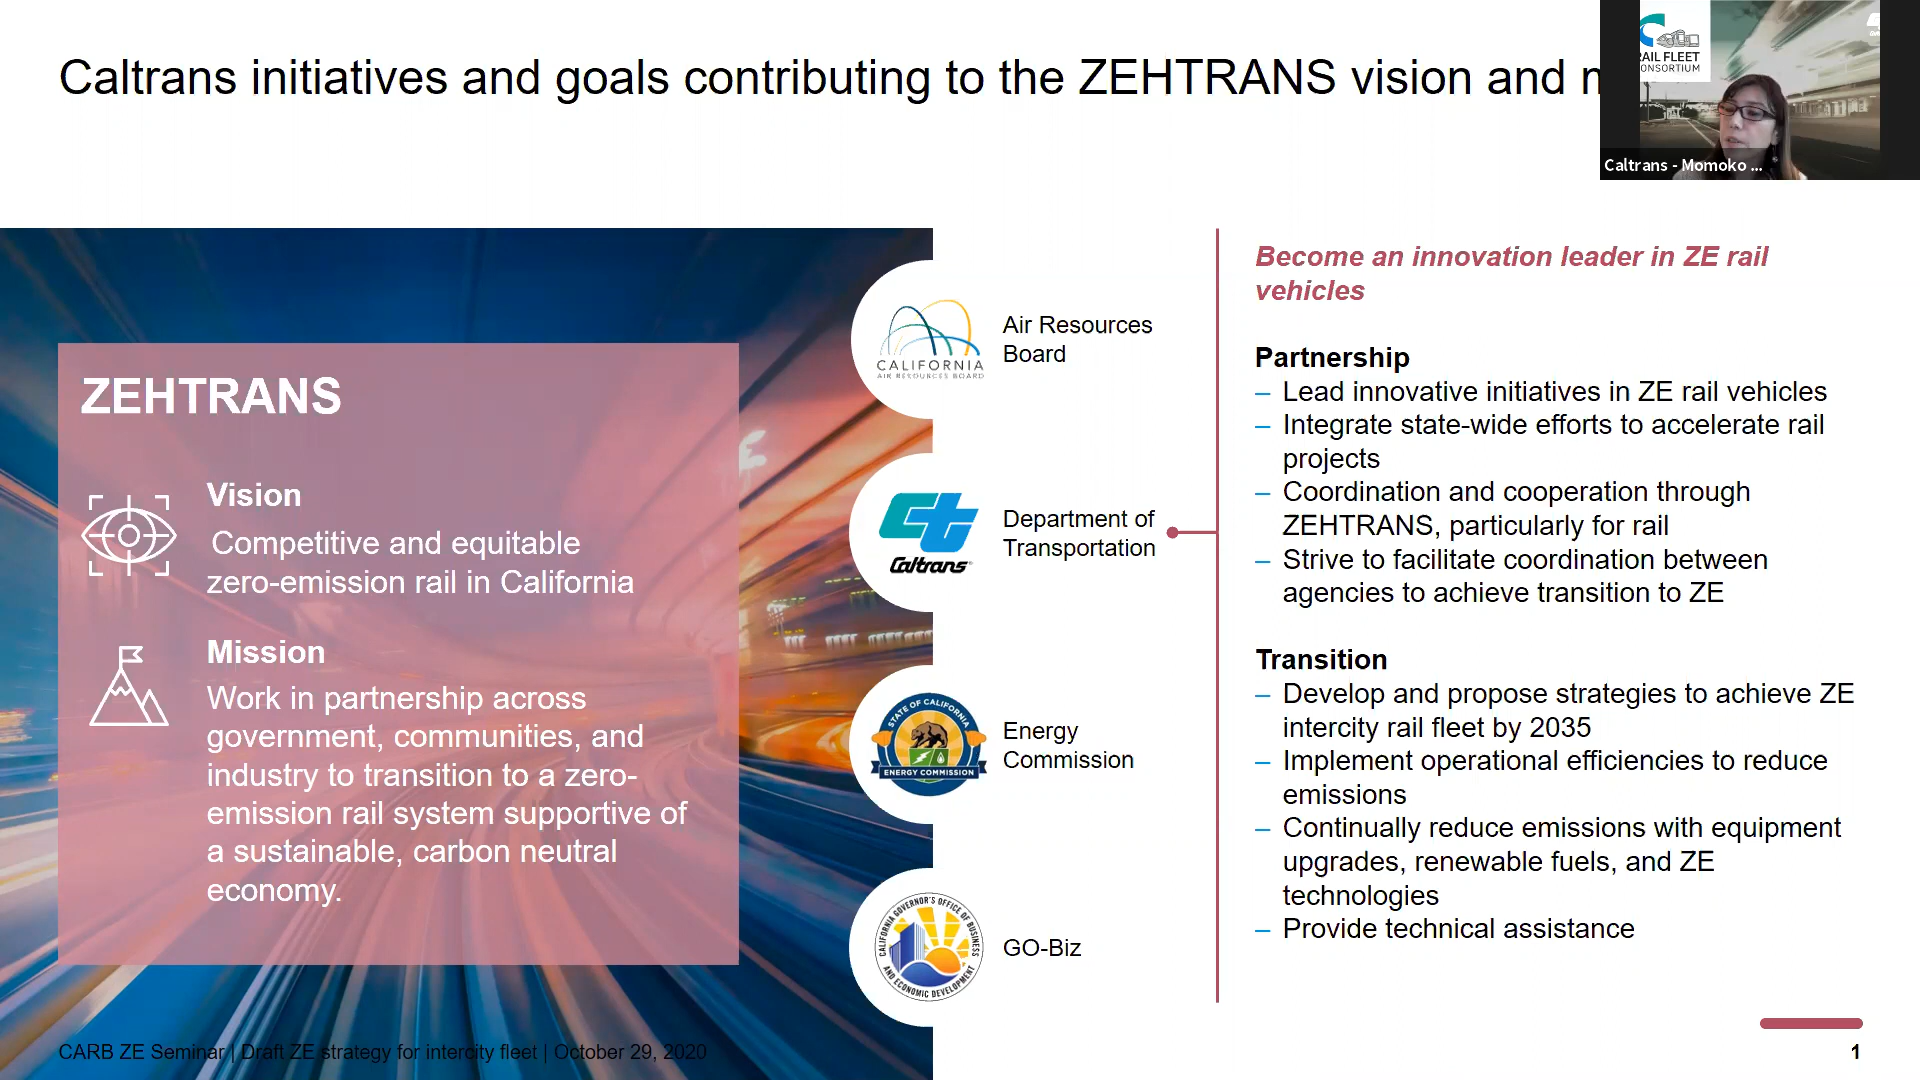 Caltrans initiatives and goals contributing to the ZEHTRANS vision and
RAIL FLEET
CONSORTIUM
Caltrans - Momoko ...
ZEHTRANS
Vision
Competitive and equitable
zero-emission rail in California
Mission
Work in partnership across
government, communities, and
industry to transition to a zero-
emission rail system supportive of
a sustainable, carbon neutral
economy.
CALIFORNIA
AIR RESOURCES BOARD
Air Resources
Board
Caltrans
Department of
Transportation
STATE OF CALIFORNIA
ENERGY COMMISSION
Energy
Commission
CALIFORNIA GOVERNOR'S OFFICE OF BUSINESS
AND ECONOMIC DEVELOPMENT
GO-Biz
Become an innovation leader in ZE rail
vehicles
Partnership
– Lead innovative initiatives in ZE rail vehicles
– Integrate state-wide efforts to accelerate rail
projects
– Coordination and cooperation through
ZEHTRANS, particularly for rail
– Strive to facilitate coordination between
agencies to achieve transition to ZE
Transition
– Develop and propose strategies to achieve ZE
intercity rail fleet by 2035
– Implement operational efficiencies to reduce
emissions
– Continually reduce emissions with equipment
upgrades, renewable fuels, and ZE
technologies
– Provide technical assistance
CARB ZE Seminar | Draft ZE strategy for intercity fleet | October 29, 2020
1